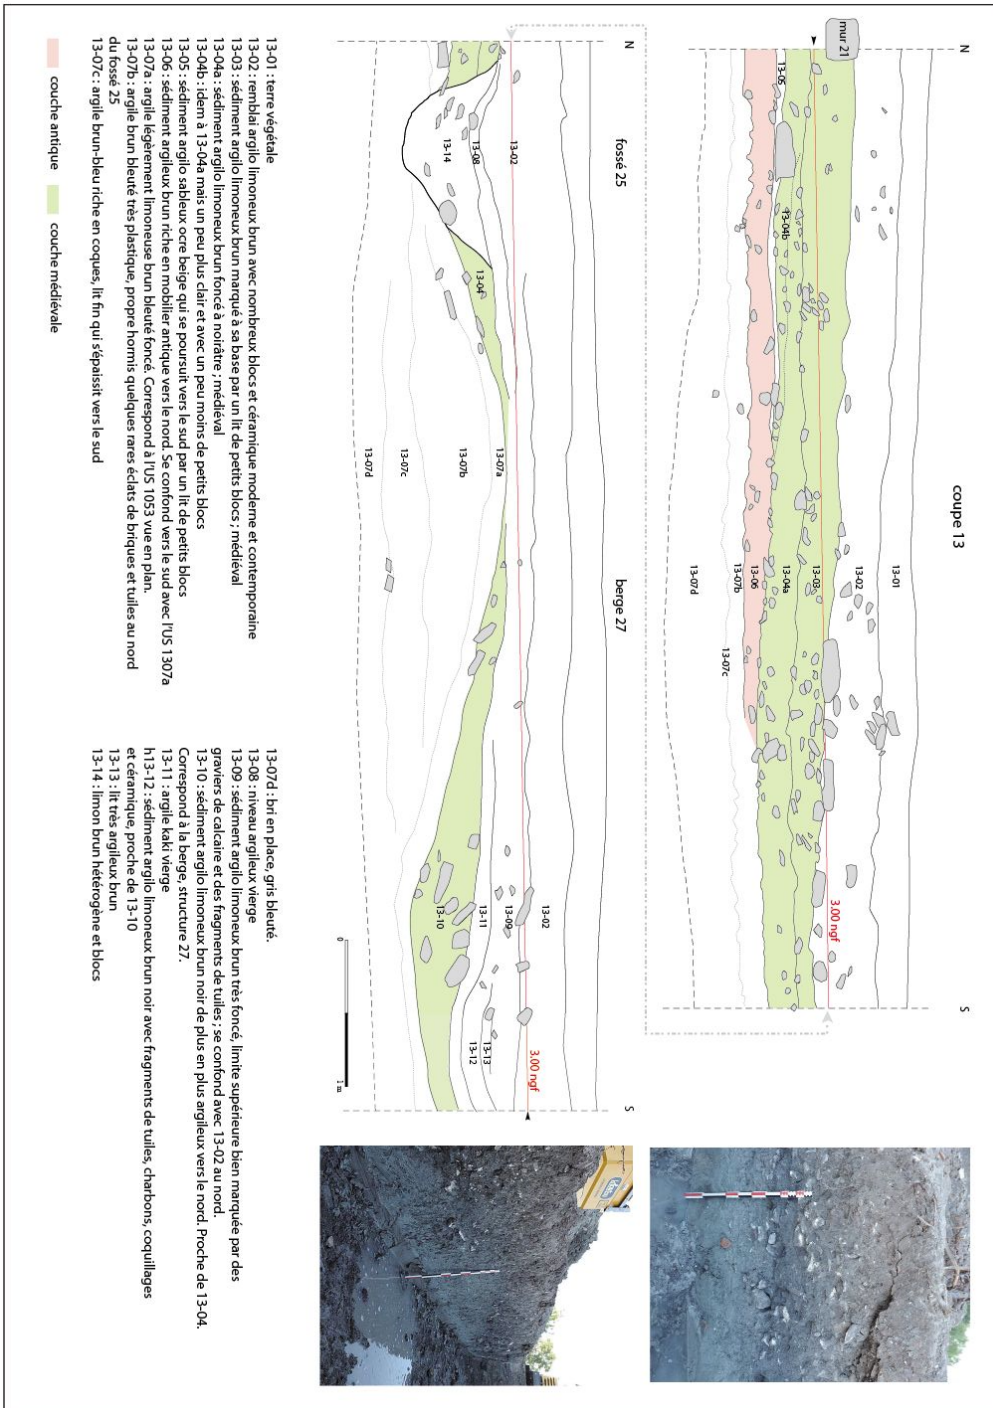 coupe 13
N
S
mur 21
13-01
13-02
13-03
13-04a
13-04b
13-05
13-06
13-07b
13-07c
13-07d
3.00 ngf
fossé 25
berge 27
N
S
13-02
13-08
13-14
13-04
13-07a
13-07b
13-07c
13-07d
13-02
13-09
13-11
13-10
13-13
13-12
3.00 ngf
0
1 m
13-01 : terre végétale
13-02 : remblai argilo limoneux brun avec nombreux blocs et céramique moderne et contemporaine
13-03 : sédiment argilo limoneux brun marqué à sa base par un lit de petits blocs ; médiéval
13-04a : sédiment argilo limoneux brun foncé à noirâtre ; médiéval
13-04b : idem à 13-04a mais un peu plus clair et avec un peu moins de petits blocs
13-05 : sédiment argilo sableux ocre beige qui se poursuit vers le sud par un lit de petits blocs
13-06 : sédiment argileux brun riche en mobilier antique vers le nord. Se confond vers le sud avec l'US 1307a
13-07a : argile légèrement limoneuse brun bleuté foncé. Correspond à l'US 1053 vue en plan.
13-07b : argile brun bleuté très plastique, propre hormis quelques rares éclats de briques et tuiles au nord
du fossé 25
13-07c : argile brun-bleu riche en coques, lit fin qui s'épaissit vers le sud
13-07d : bri en place, gris bleuté.
13-08 : niveau argileux vierge
13-09 : sédiment argilo limoneux brun très foncé, limite supérieure bien marquée par des
graviers de calcaire et des fragments de tuiles ; se confond avec 13-02 au nord.
13-10 : sédiment argilo limoneux brun noir de plus en plus argileux vers le nord. Proche de 13-04.
Correspond à la berge, structure 27.
13-11 : argile kaki vierge
h13-12 : sédiment argilo limoneux brun noir avec fragments de tuiles, charbons, coquillages
et céramique, proche de 13-10
13-13 : lit très argileux brun
13-14 : limon brun hétérogène et blocs
couche antique
couche médiévale